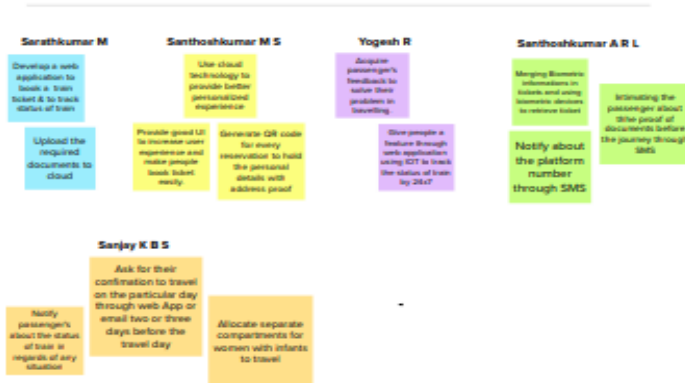 Sarathkumar M
Develop a web
application to
book a train
ticket & to track
status of train
Upload the
required
documents to
cloud
Santhoshkumar M S
Use cloud
technology to
provide better
personalized
experience
Provide good UI
to increase user
experience and
make people
book ticket
easily.
Generate QR code
for every
reservation to hold
the personal
details with
address proof
Yogesh R
Acquire
passenger's
feedback to
solve their
problem in
travelling.
Give people a
feature through
web application
using IOT to track
the status of train
by 24x7
Santhoshkumar A R L
Merging Biometric
informations in
tickets and using
biometric devices
to retrieve ticket
Intimating the
passenger about
thhe proof of
documents before
the journey through
SMS
Notify about
the platform
number
through SMS
Sanjay K B S
Notify
passenger's
about the status
of train in
regards of any
situation
Ask for their
confimation to travel
on the particular day
through web App or
email two or three
days before the
travel day
Allocate separate
compartments for
women with infants
to travel
-